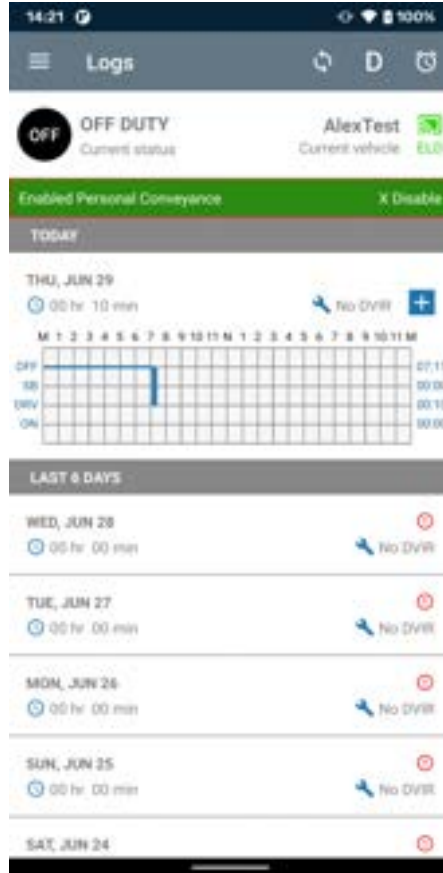 14:21 100%
Logs D
OFF OFF DUTY AlexTest
Current status Current vehicle ELD
Enabled Personal Conveyance X Disable
TODAY
THU, JUN 29
00 hr 10 min No DVIR +
M 1 2 3 4 5 6 7 8 9 10 11 N 1 2 3 4 5 6 7 8 9 10 11 M
OFF
SB
DRV
ON
LAST 6 DAYS
WED, JUN 28
00 hr 00 min No DVIR
TUE, JUN 27
00 hr 00 min No DVIR
MON, JUN 26
00 hr 00 min No DVIR
SUN, JUN 25
00 hr 00 min No DVIR
SAT, JUN 24